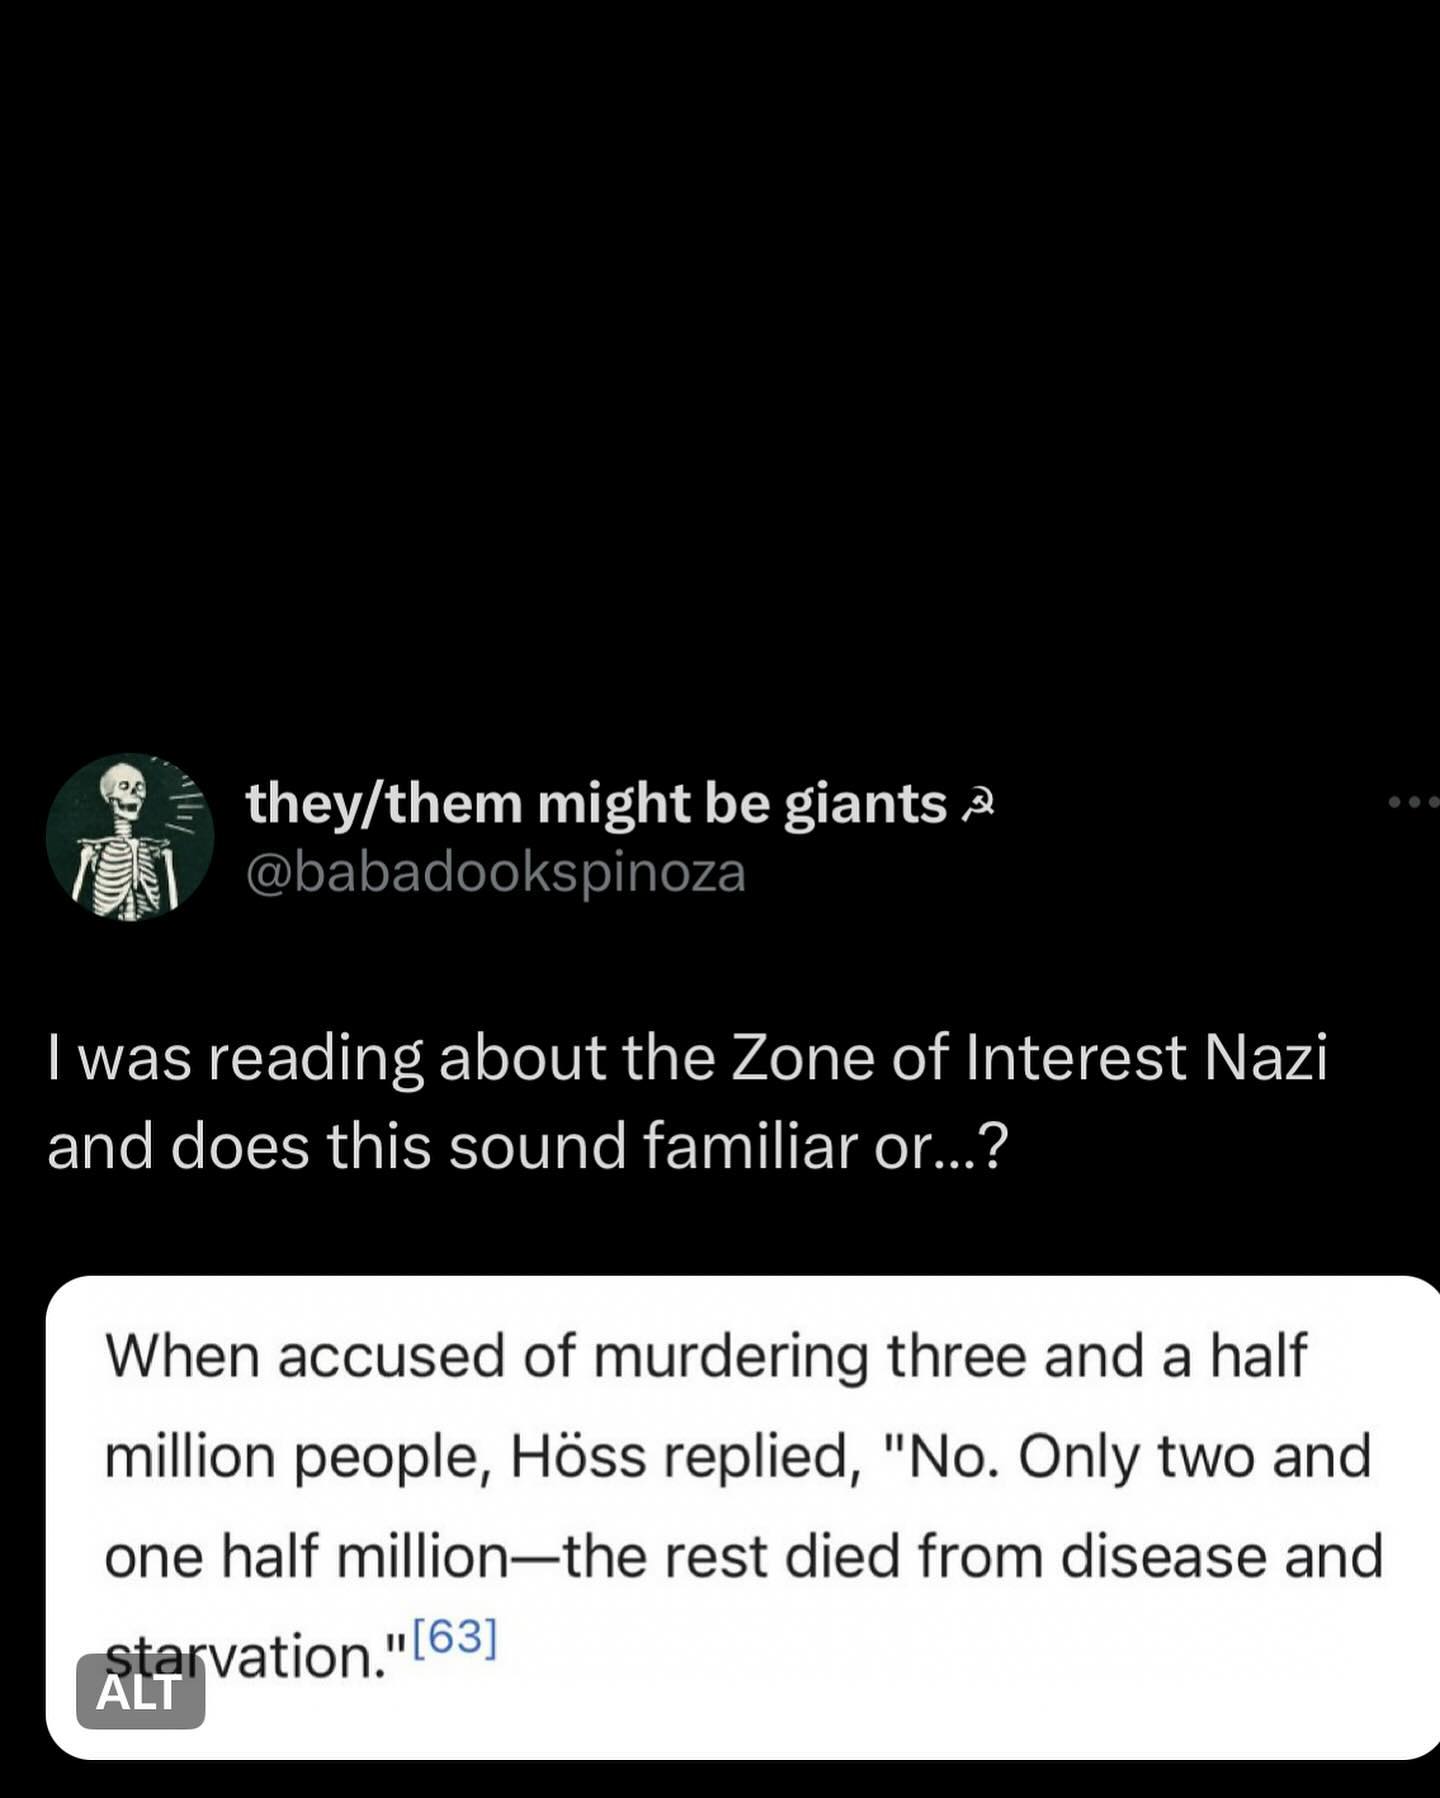 they/them might be giants ☭
@babadookspinoza
I was reading about the Zone of Interest Nazi
and does this sound familiar or...?
When accused of murdering three and a half
million people, Höss replied, "No. Only two and
one half million—the rest died from disease and
starvation."[63]
ALT